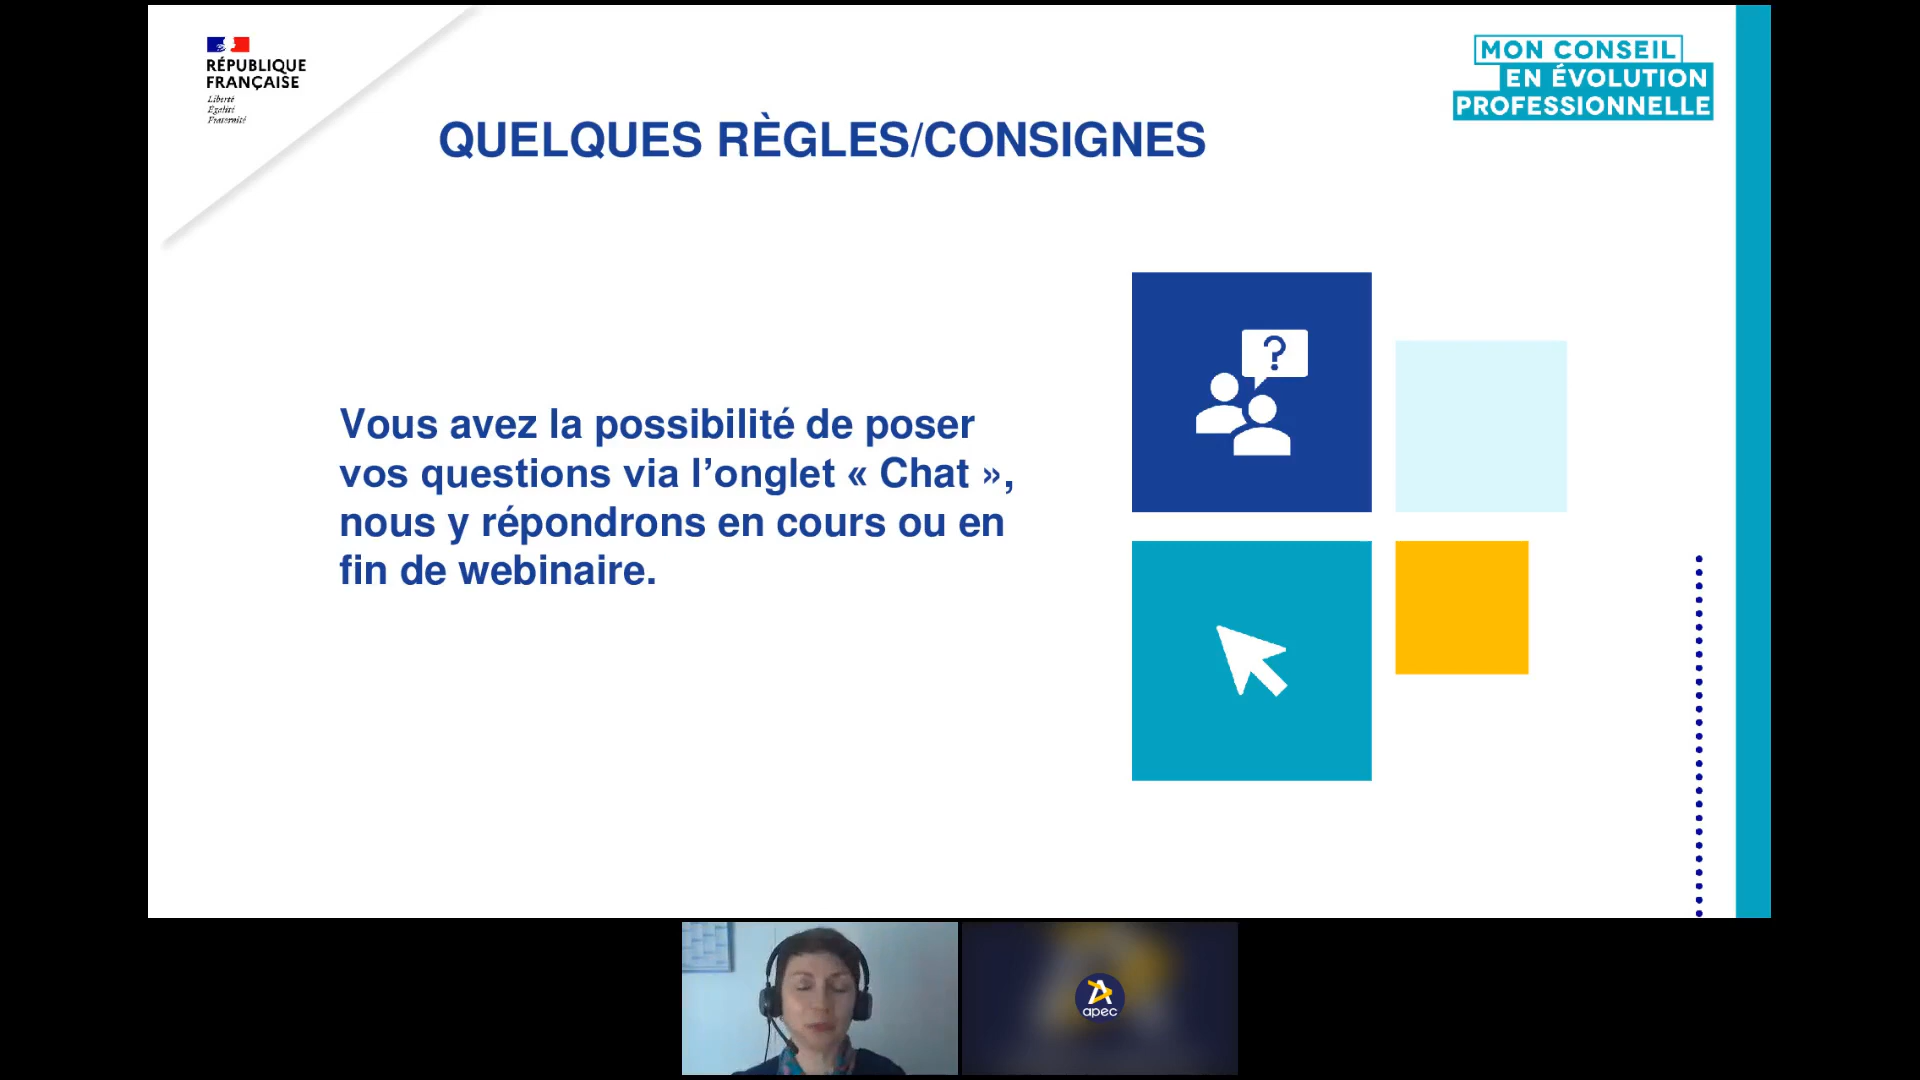 RÉPUBLIQUE
FRANÇAISE
Liberté
Égalité
Fraternité
MON CONSEIL
EN ÉVOLUTION
PROFESSIONNELLE
QUELQUES RÈGLES/CONSIGNES
?
Vous avez la possibilité de poser
vos questions via l’onglet « Chat »,
nous y répondrons en cours ou en
fin de webinaire.
apec